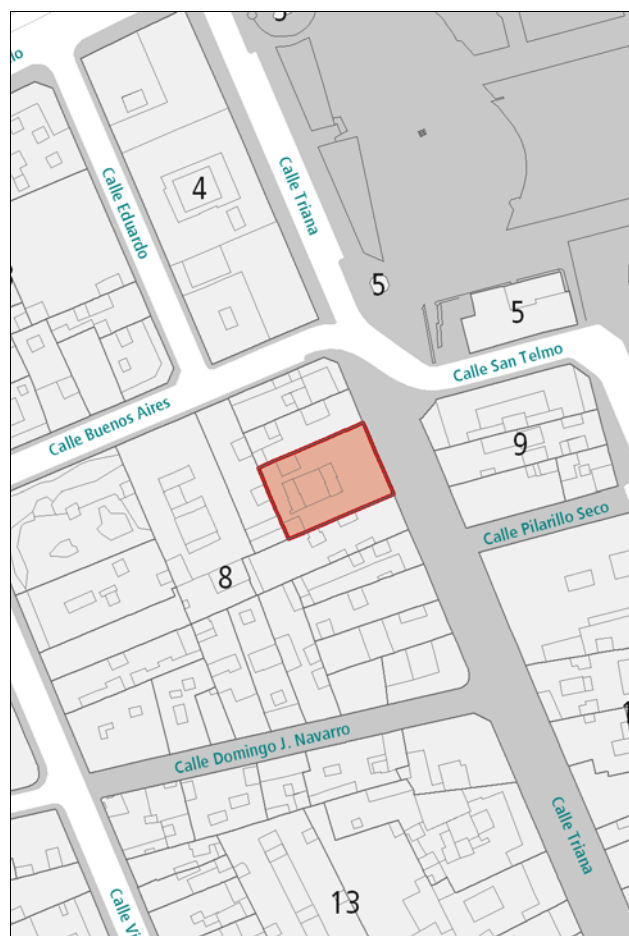 Calle Eduardo
4
Calle Triana
5
5
Calle San Telmo
Calle Buenos Aires
9
Calle Pilarillo Seco
8
Calle Domingo J. Navarro
Calle Triana
13